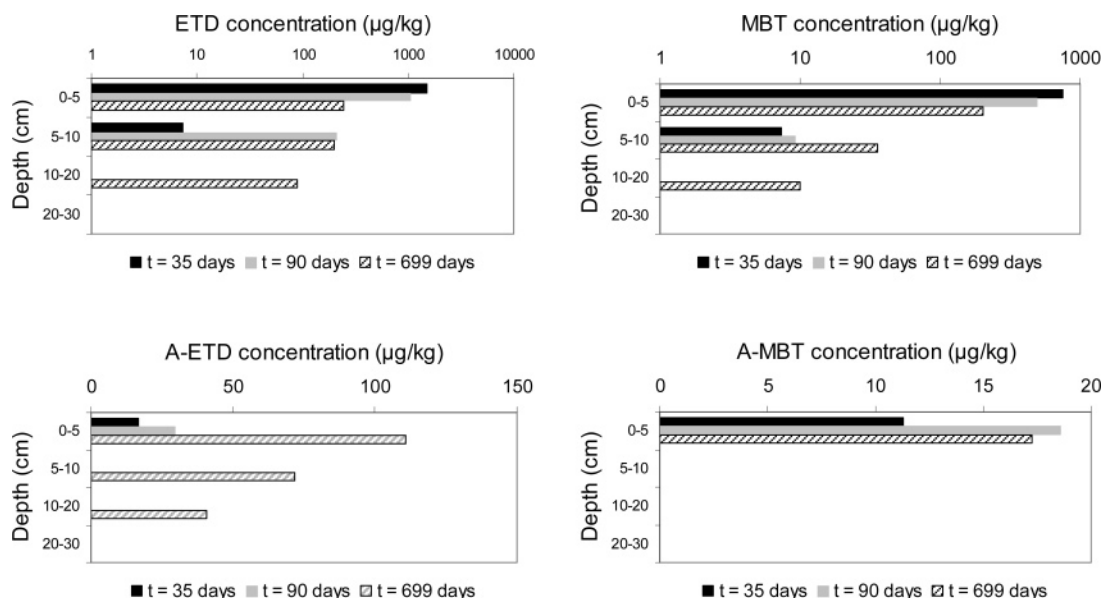 ETD concentration (µg/kg)
1 10 100 1000 10000
Depth (cm)
0-5
5-10
10-20
20-30
t = 35 days t = 90 days t = 699 days
MBT concentration (µg/kg)
1 10 100 1000
Depth (cm)
0-5
5-10
10-20
20-30
t = 35 days t = 90 days t = 699 days
A-ETD concentration (µg/kg)
0 50 100 150
Depth (cm)
0-5
5-10
10-20
20-30
t = 35 days t = 90 days t = 699 days
A-MBT concentration (µg/kg)
0 5 10 15 20
Depth (cm)
0-5
5-10
10-20
20-30
t = 35 days t = 90 days t = 699 days